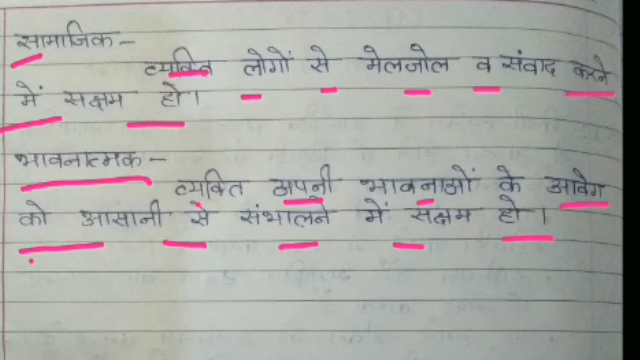 सामाजिक -
व्यक्ति लोगों से मेलजोल व संवाद करने
में सक्षम हो।
भावनात्मक -
व्यक्ति अपनी भावनाओं के आवेग
को आसानी से संभालने में सक्षम हो।